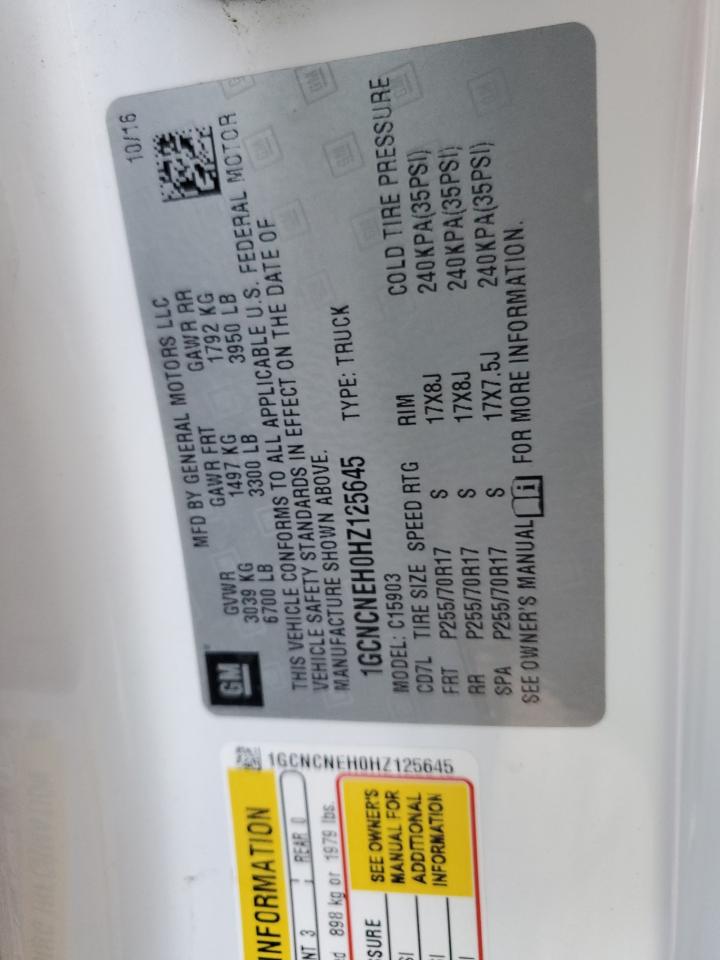 10/16
MFD BY GENERAL MOTORS LLC
GVWR GAWR FRT GAWR RR
3039 KG 1497 KG 1792 KG
6700 LB 3300 LB 3950 LB
THIS VEHICLE CONFORMS TO ALL APPLICABLE U.S. FEDERAL MOTOR
VEHICLE SAFETY STANDARDS IN EFFECT ON THE DATE OF
MANUFACTURE SHOWN ABOVE.
1GCNCNEH0HZ125645 TYPE: TRUCK
MODEL: C15903
CD7L TIRE SIZE SPEED RTG RIM COLD TIRE PRESSURE
FRT P255/70R17 S 17X8J 240KPA(35PSI)
RR P255/70R17 S 17X8J 240KPA(35PSI)
SPA P255/70R17 S 17X7.5J 240KPA(35PSI)
SEE OWNER'S MANUAL FOR MORE INFORMATION.
GM
1GCNCNEH0HZ125645
INFORMATION
NT 3 REAR 0
898 kg or 1979 lbs.
SURE
SEE OWNER'S
MANUAL FOR
ADDITIONAL
INFORMATION